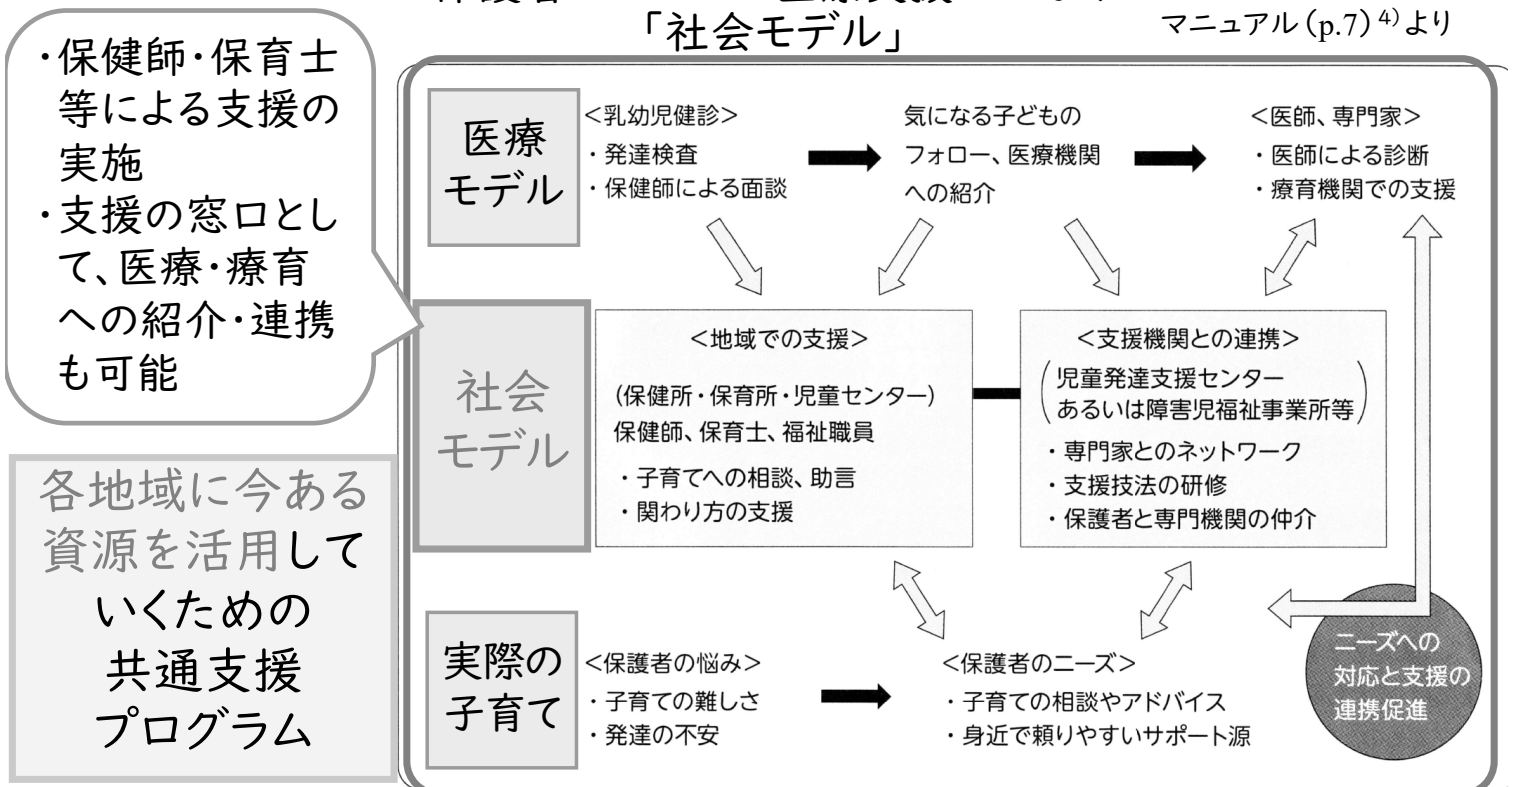 「社会モデル」
マニュアル(p.7)⁴⁾より
・保健師・保育士
等による支援の
実施
・支援の窓口とし
て、医療・療育
への紹介・連携
も可能
各地域に今ある
資源を活用して
いくための
共通支援
プログラム
医療
モデル
<乳幼児健診>
・発達検査
・保健師による面談
気になる子どもの
フォロー、医療機関
への紹介
<医師、専門家>
・医師による診断
・療育機関での支援
社会
モデル
<地域での支援>
(保健所・保育所・児童センター)
保健師、保育士、福祉職員
・子育てへの相談、助言
・関わり方の支援
<支援機関との連携>
(児童発達支援センター
あるいは障害児福祉事業所等)
・専門家とのネットワーク
・支援技法の研修
・保護者と専門機関の仲介
実際の
子育て
<保護者の悩み>
・子育ての難しさ
・発達の不安
<保護者のニーズ>
・子育ての相談やアドバイス
・身近で頼りやすいサポート源
ニーズへの
対応と支援の
連携促進